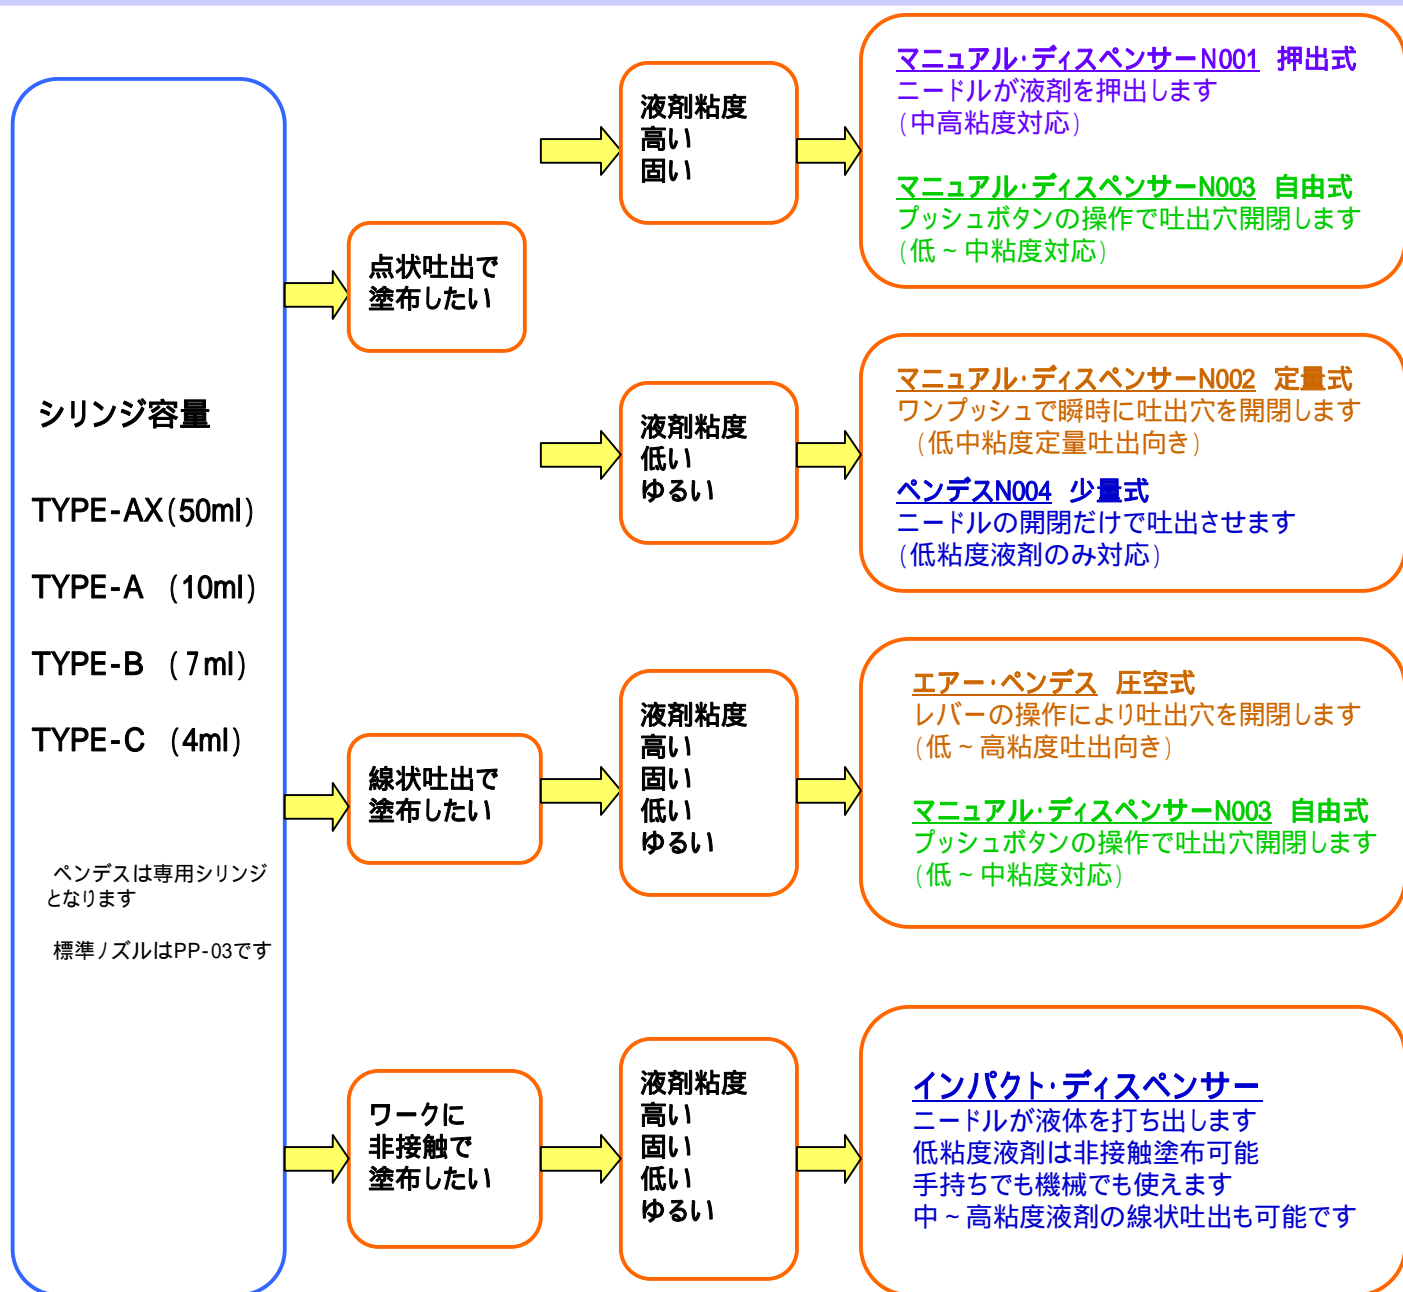 シリンジ容量
TYPE-AX(50ml)
TYPE-A (10ml)
TYPE-B (7ml)
TYPE-C (4ml)
ペンデスは専用シリンジ
となります
標準ノズルはPP-03です
点状吐出で
塗布したい
液剤粘度
高い
固い
マニュアル・ディスペンサーN001 押出式
ニードルが液剤を押出します
(中高粘度対応)
マニュアル・ディスペンサーN003 自由式
プッシュボタンの操作で吐出穴開閉します
(低~中粘度対応)
液剤粘度
低い
ゆるい
マニュアル・ディスペンサーN002 定量式
ワンプッシュで瞬時に吐出穴を開閉します
(低中粘度定量吐出向き)
ペンデスN004 少量式
ニードルの開閉だけで吐出させます
(低粘度液剤のみ対応)
線状吐出で
塗布したい
液剤粘度
高い
固い
低い
ゆるい
エアー・ペンデス 圧空式
レバーの操作により吐出穴を開閉します
(低~高粘度吐出向き)
マニュアル・ディスペンサーN003 自由式
プッシュボタンの操作で吐出穴開閉します
(低~中粘度対応)
ワークに
非接触で
塗布したい
液剤粘度
高い
固い
低い
ゆるい
インパクト・ディスペンサー
ニードルが液体を打ち出します
低粘度液剤は非接触塗布可能
手持ちでも機械でも使えます
中~高粘度液剤の線状吐出も可能です